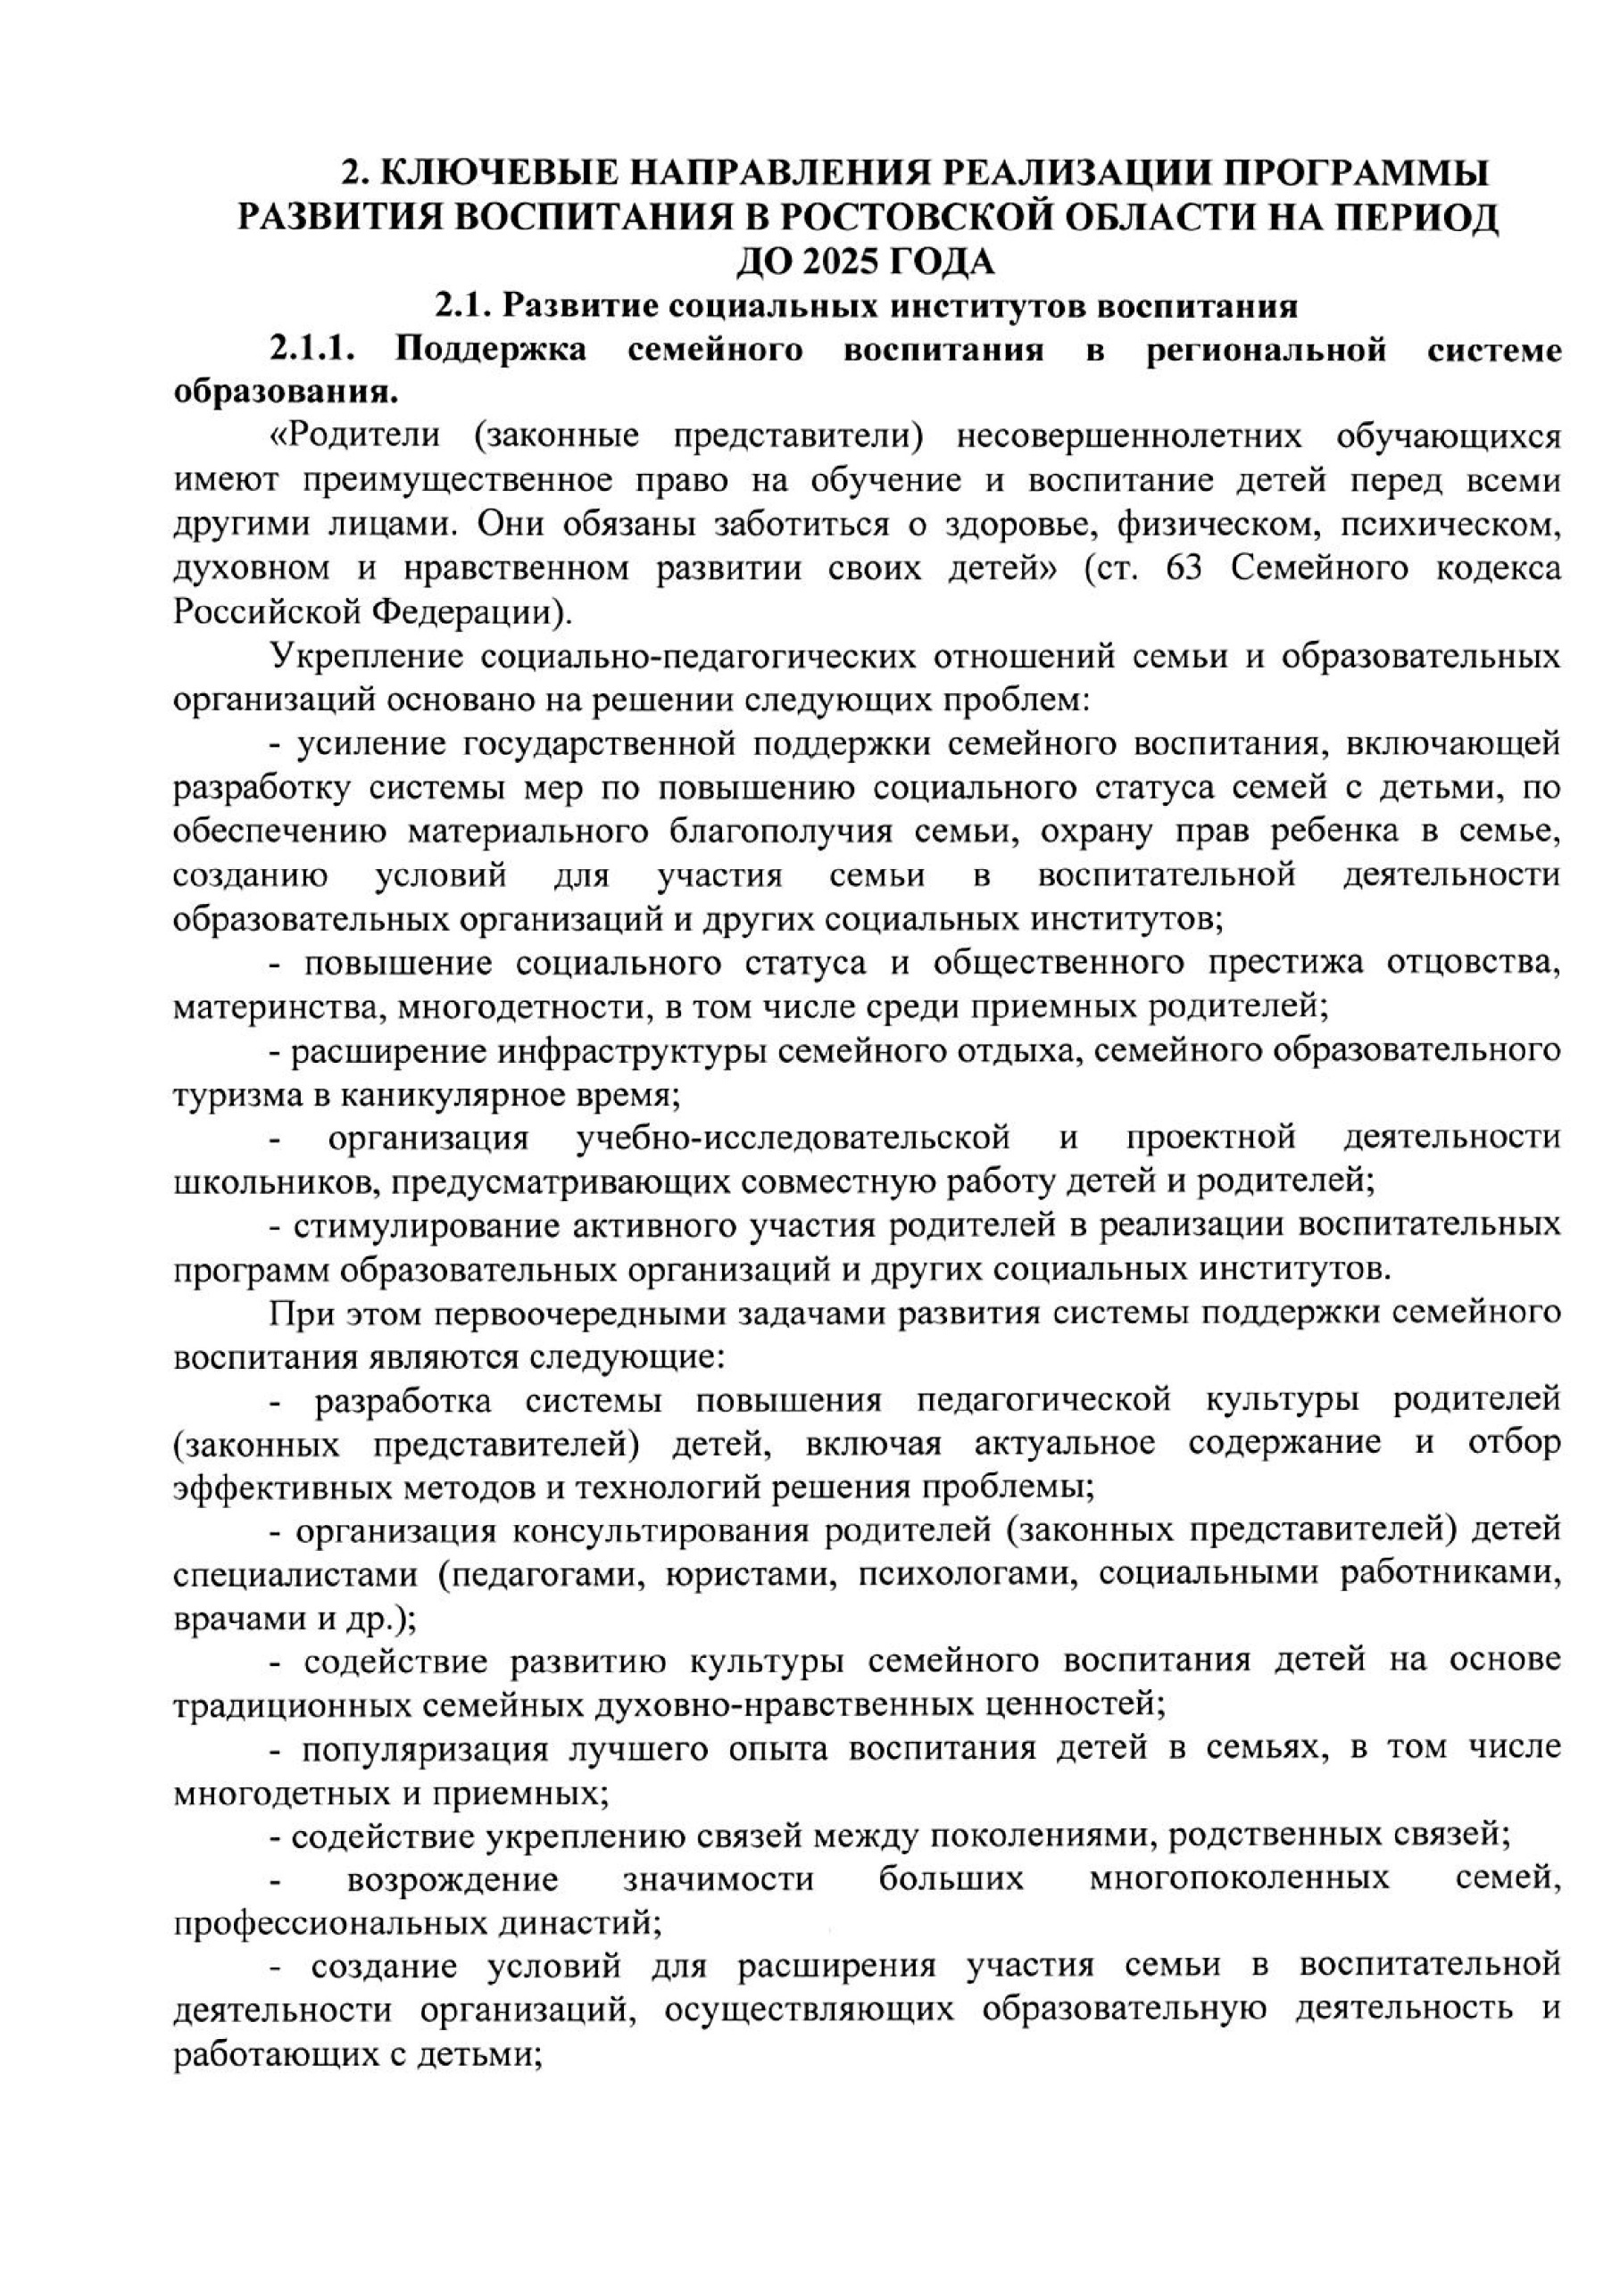 2. КЛЮЧЕВЫЕ НАПРАВЛЕНИЯ РЕАЛИЗАЦИИ ПРОГРАММЫ
РАЗВИТИЯ ВОСПИТАНИЯ В РОСТОВСКОЙ ОБЛАСТИ НА ПЕРИОД
ДО 2025 ГОДА
2.1. Развитие социальных институтов воспитания
2.1.1. Поддержка семейного воспитания в региональной системе
образования.
«Родители (законные представители) несовершеннолетних обучающихся
имеют преимущественное право на обучение и воспитание детей перед всеми
другими лицами. Они обязаны заботиться о здоровье, физическом, психическом,
духовном и нравственном развитии своих детей» (ст. 63 Семейного кодекса
Российской Федерации).
Укрепление социально-педагогических отношений семьи и образовательных
организаций основано на решении следующих проблем:
- усиление государственной поддержки семейного воспитания, включающей
разработку системы мер по повышению социального статуса семей с детьми, по
обеспечению материального благополучия семьи, охрану прав ребенка в семье,
созданию условий для участия семьи в воспитательной деятельности
образовательных организаций и других социальных институтов;
- повышение социального статуса и общественного престижа отцовства,
материнства, многодетности, в том числе среди приемных родителей;
- расширение инфраструктуры семейного отдыха, семейного образовательного
туризма в каникулярное время;
- организация учебно-исследовательской и проектной деятельности
школьников, предусматривающих совместную работу детей и родителей;
- стимулирование активного участия родителей в реализации воспитательных
программ образовательных организаций и других социальных институтов.
При этом первоочередными задачами развития системы поддержки семейного
воспитания являются следующие:
- разработка системы повышения педагогической культуры родителей
(законных представителей) детей, включая актуальное содержание и отбор
эффективных методов и технологий решения проблемы;
- организация консультирования родителей (законных представителей) детей
специалистами (педагогами, юристами, психологами, социальными работниками,
врачами и др.);
- содействие развитию культуры семейного воспитания детей на основе
традиционных семейных духовно-нравственных ценностей;
- популяризация лучшего опыта воспитания детей в семьях, в том числе
многодетных и приемных;
- содействие укреплению связей между поколениями, родственных связей;
- возрождение значимости больших многопоколенных семей,
профессиональных династий;
- создание условий для расширения участия семьи в воспитательной
деятельности организаций, осуществляющих образовательную деятельность и
работающих с детьми;